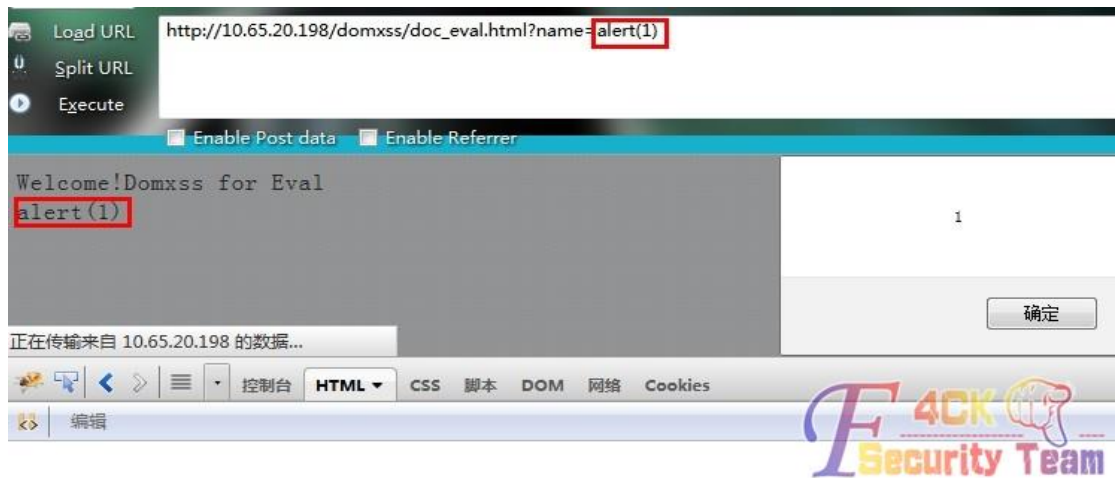 Load URL
http://10.65.20.198/domxss/doc_eval.html?name=alert(1)
Split URL
Execute
Enable Post data Enable Referrer
Welcome!Domxss for Eval
alert(1)
1
确定
正在传输来自 10.65.20.198 的数据...
控制台 HTML CSS 脚本 DOM 网络 Cookies
编辑
F4CK
Security Team